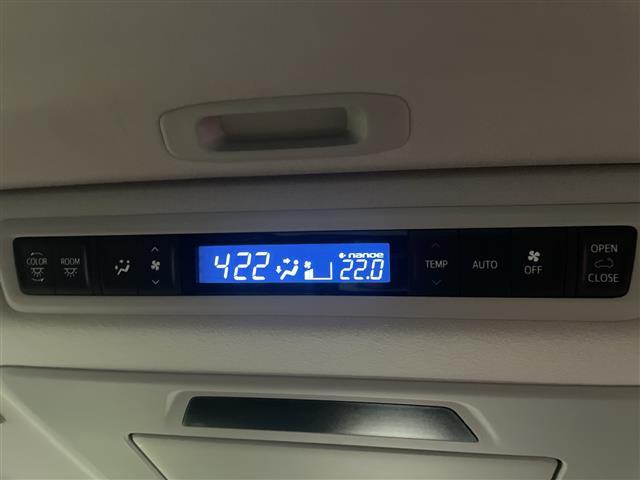 COLOR
ROOM
422
nanoe
22.0
TEMP
AUTO
OFF
OPEN
CLOSE